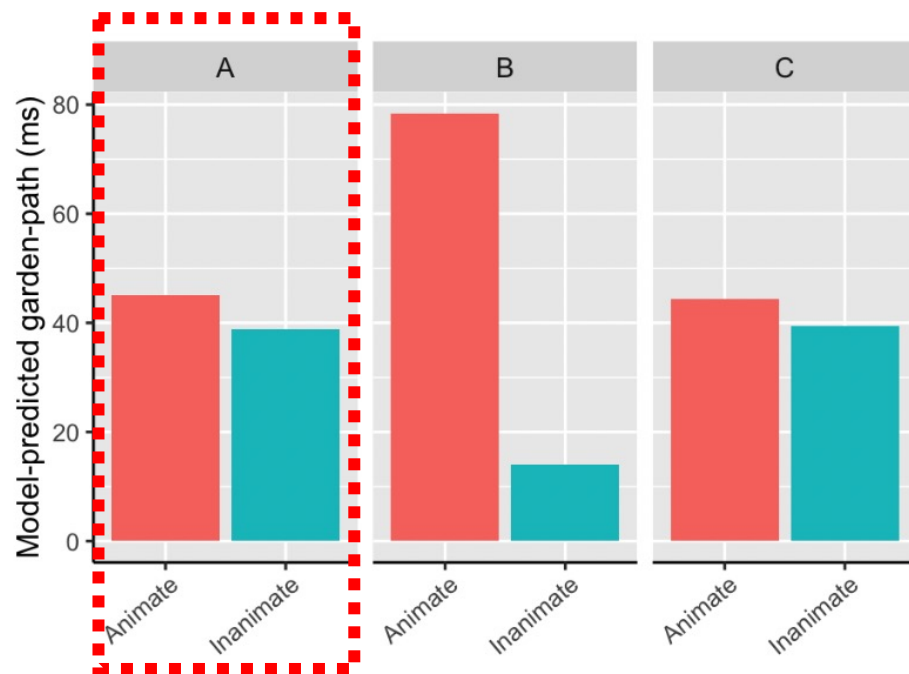 A
B
C
Model-predicted garden-path (ms)
80
60
40
20
0
Animate
Inanimate
Animate
Inanimate
Animate
Inanimate